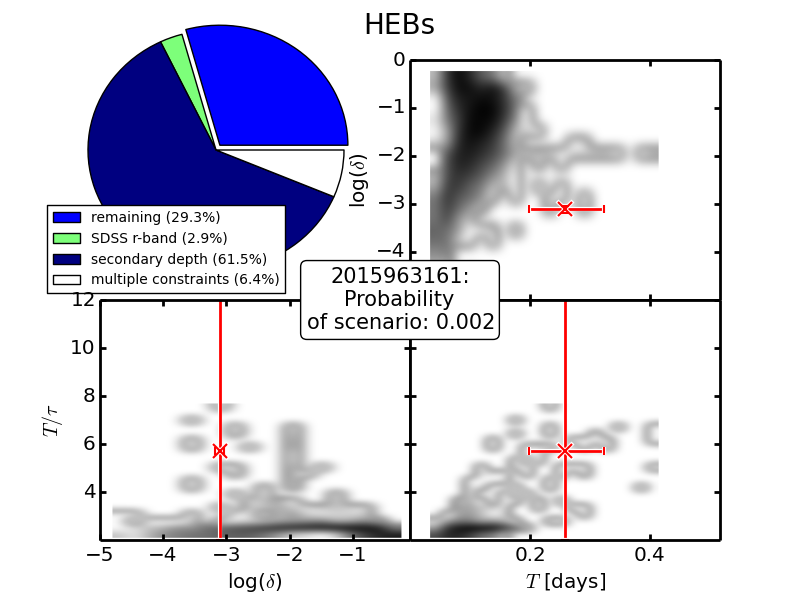 HEBs
remaining (29.3%)
SDSS r-band (2.9%)
secondary depth (61.5%)
multiple constraints (6.4%)
log(δ)
0
−1
−2
−3
−4
2015963161:
Probability
of scenario: 0.002
T/τ
12
10
8
6
4
−5 −4 −3 −2 −1
log(δ)
0.2 0.4
T [days]